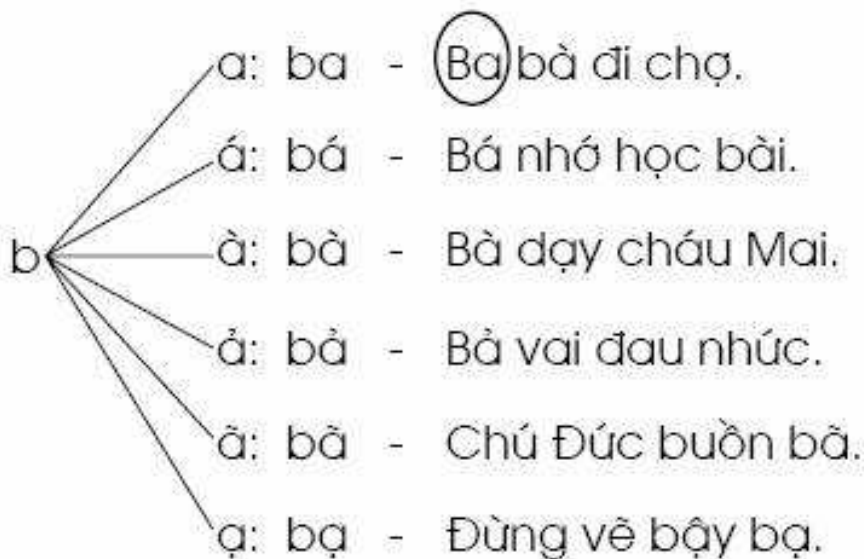 a: ba - Ba bà đi chợ.
á: bá - Bá nhớ học bài.
b à: bà - Bà dạy cháu Mai.
ả: bả - Bả vai đau nhức.
ã: bã - Chú Đức buồn bã.
ạ: bạ - Đừng vẽ bậy bạ.